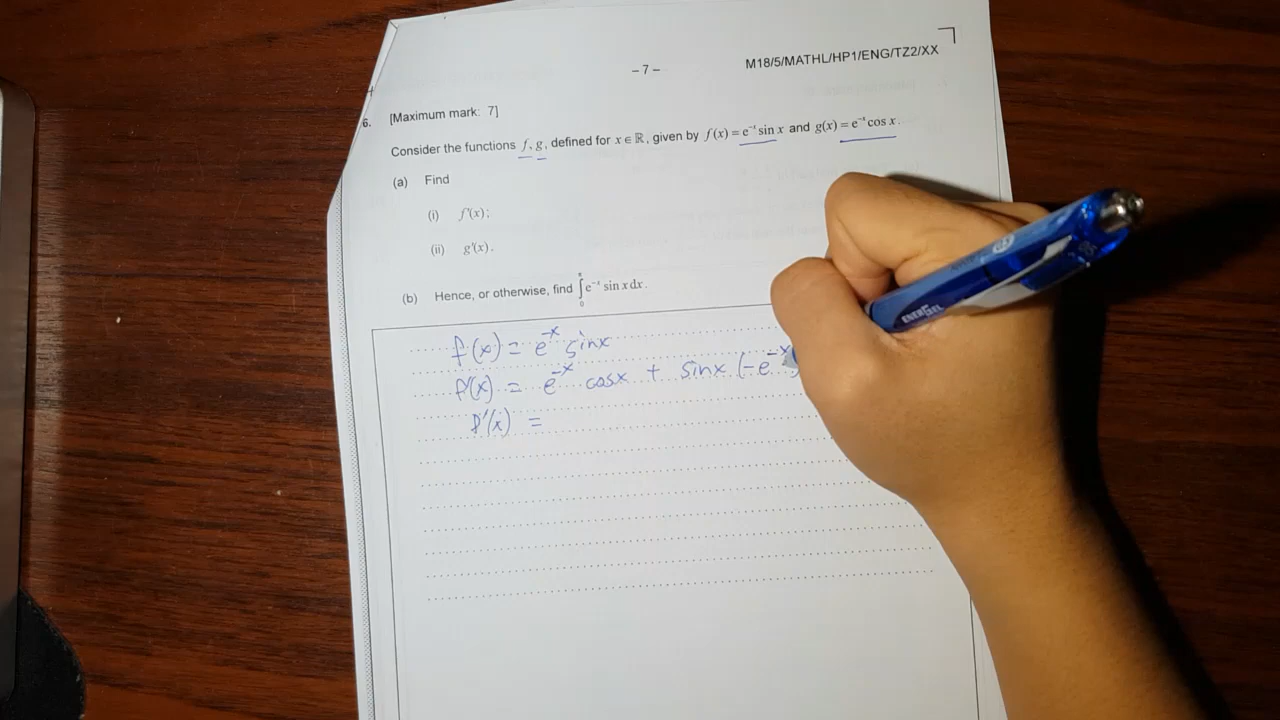 – 7 –
M18/5/MATHL/HP1/ENG/TZ2/XX
6. [Maximum mark: 7]
Consider the functions f, g, defined for x ∈ ℝ, given by f(x) = e⁻ˣ sin x and g(x) = e⁻ˣ cos x.
(a) Find
(i) f′(x);
(ii) g′(x).
(b) Hence, or otherwise, find ∫₀^π e⁻ˣ sin x dx.
f(x) = e⁻ˣ sinx
f′(x) = e⁻ˣ cosx + sinx (-e⁻ˣ)
f′(x) =
ENERGEL